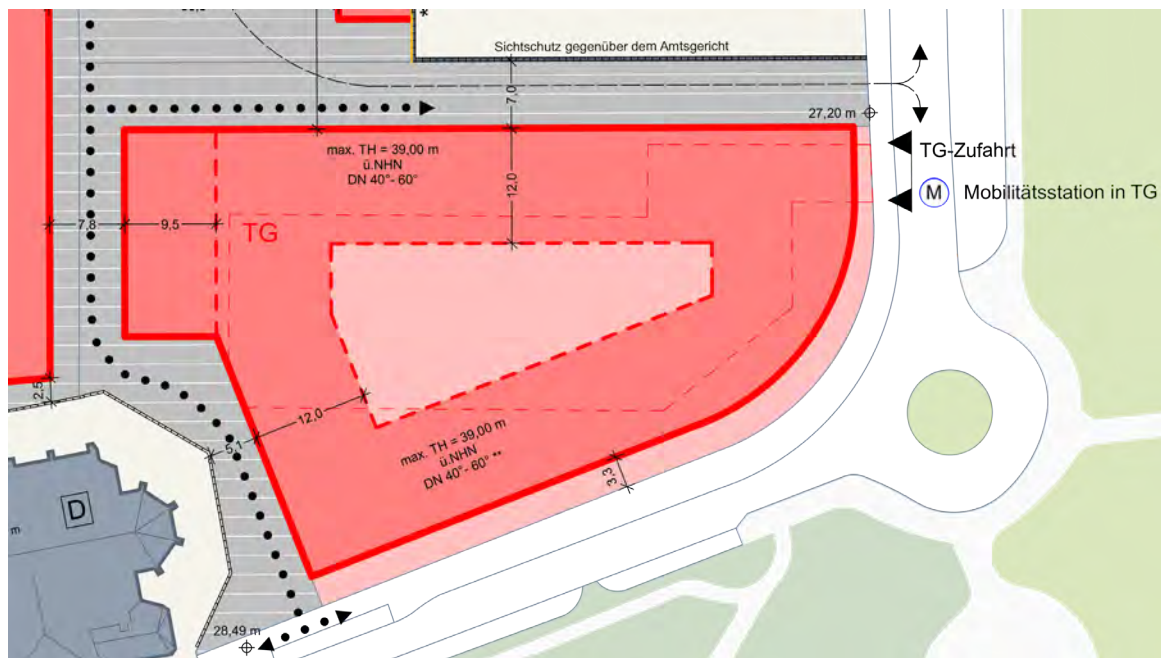 *
Sichtschutz gegenüber dem Amtsgericht
7,0
27,20 m
max. TH = 39,00 m
ü.NHN
DN 40°- 60°
12,0
TG-Zufahrt
M Mobilitätsstation in TG
7,8
9,5
TG
2,5
12,0
5,1
max. TH = 39,00 m
ü.NHN
DN 40°- 60° **
3,3
D
m
28,49 m